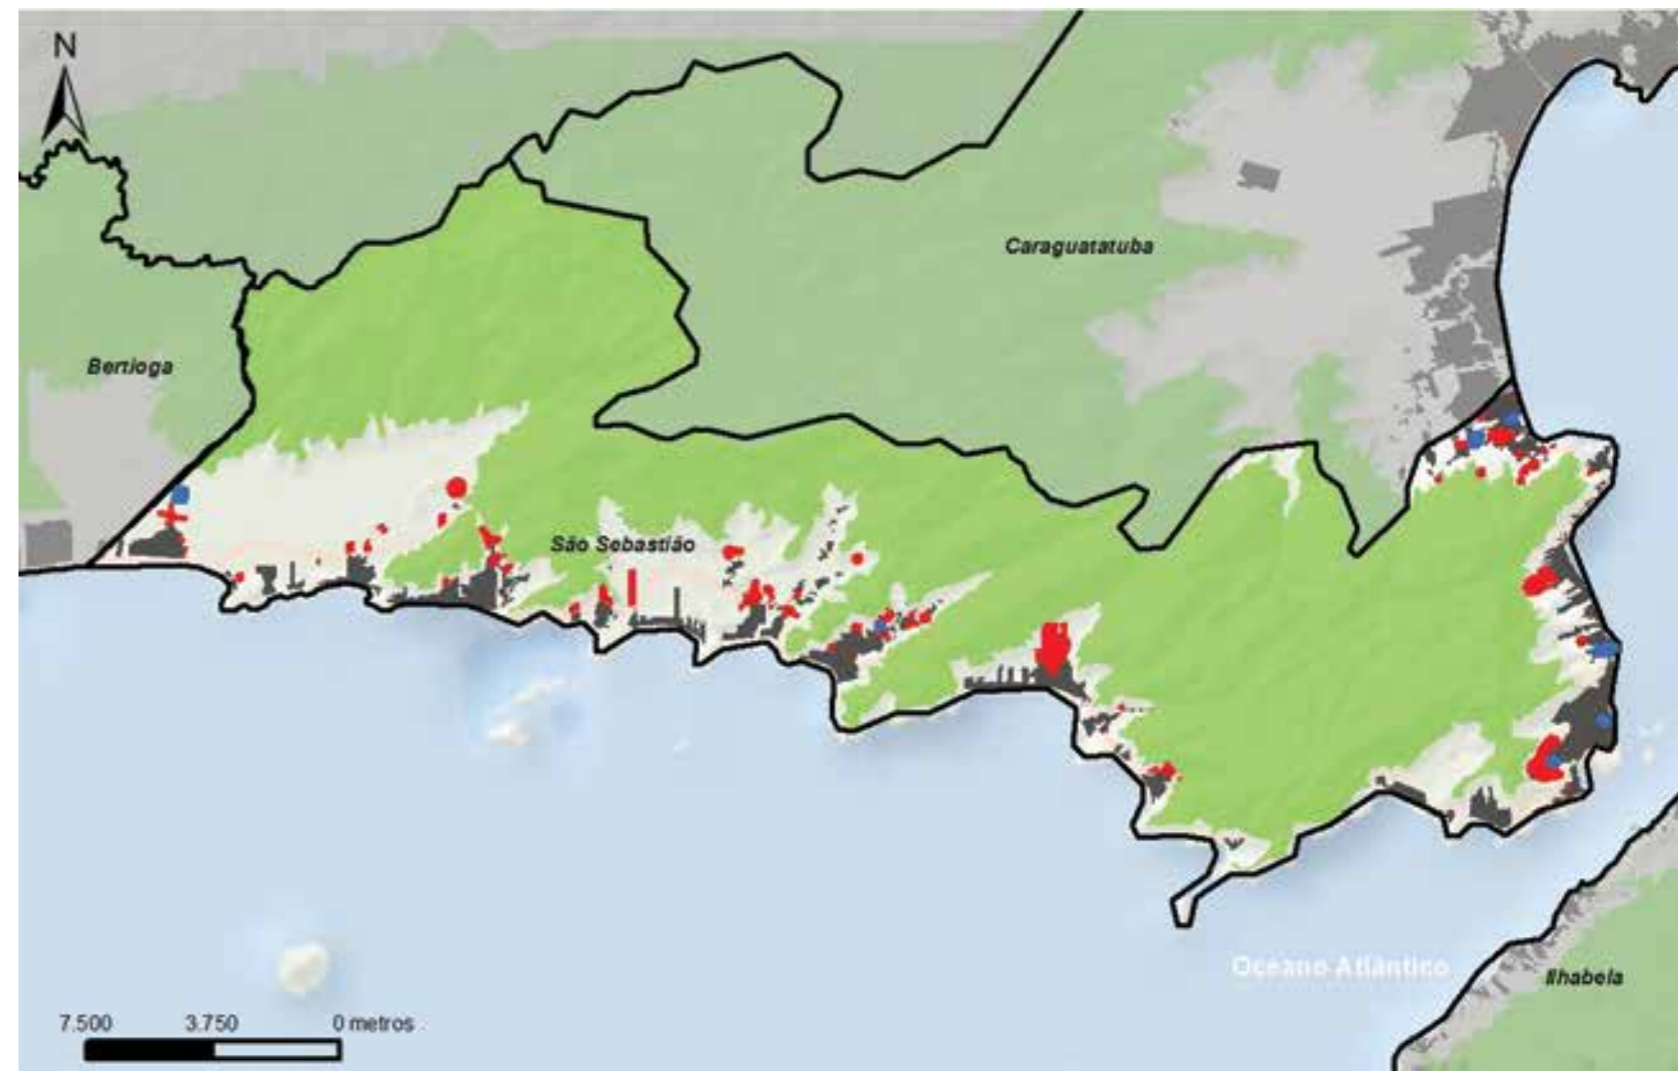 N
Caraguatatuba
Bertioga
São Sebastião
Oceano Atlântico
Ilhabela
7.500 3.750 0 metros